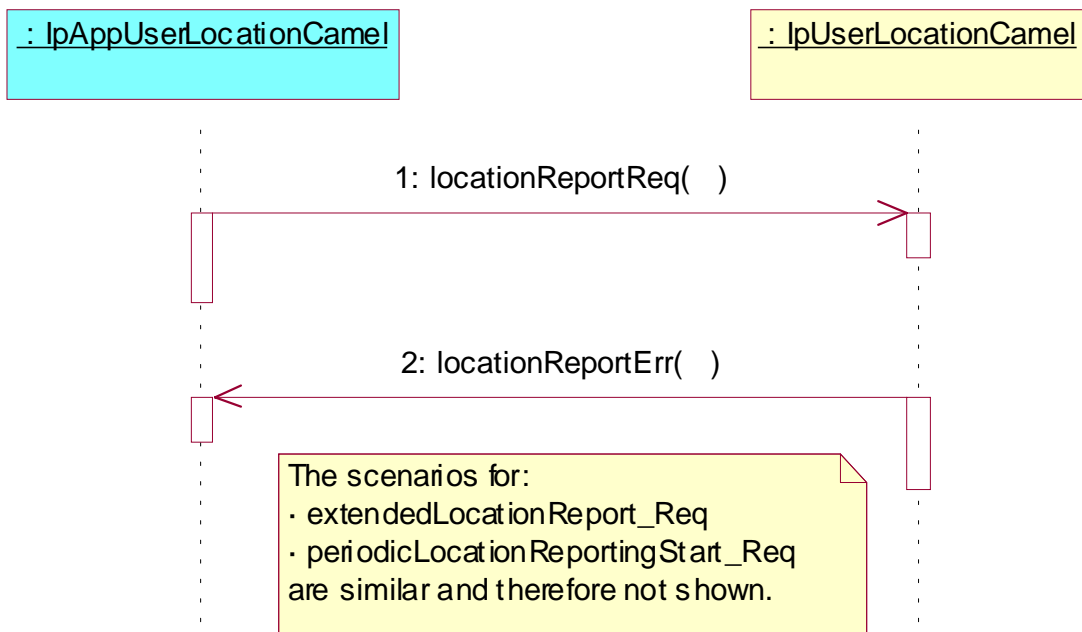 : IpAppUserLocationCamel
: IpUserLocationCamel
1: locationReportReq( )
2: locationReportErr( )
The scenarios for:
· extendedLocationReport_Req
· periodicLocationReportingStart_Req
are similar and therefore not shown.